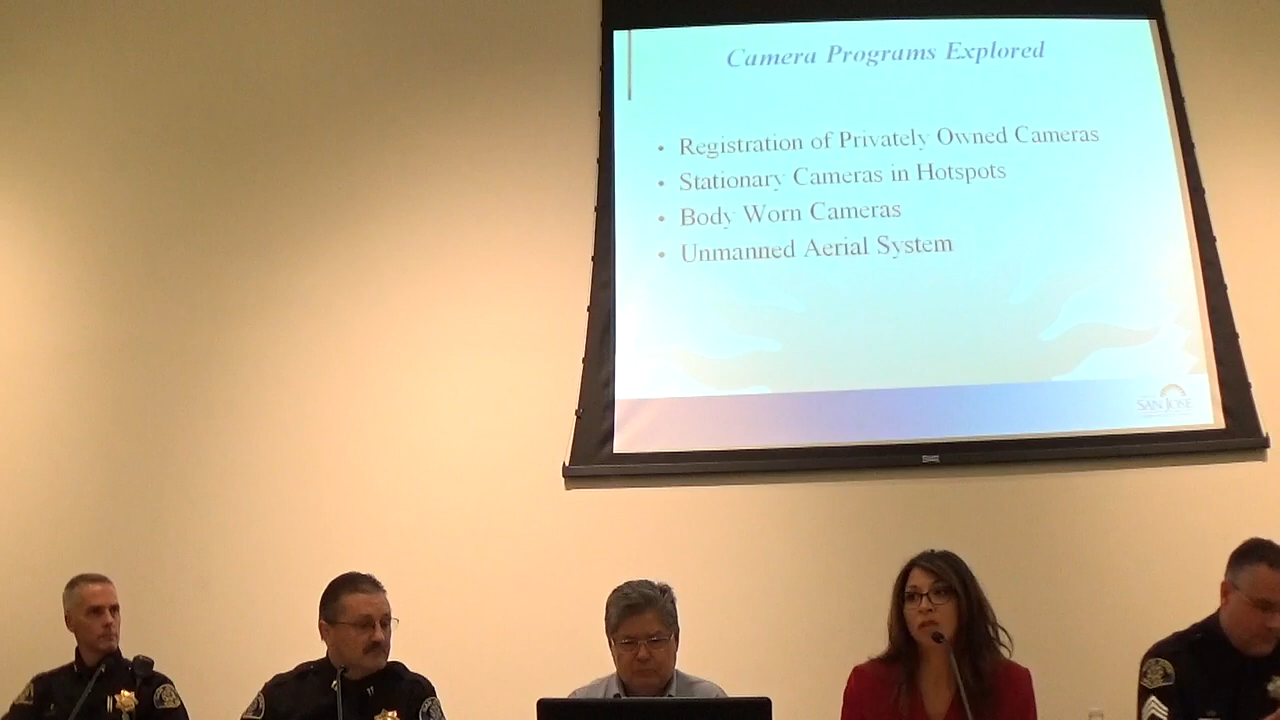 Camera Programs Explored
• Registration of Privately Owned Cameras
• Stationary Cameras in Hotspots
• Body Worn Cameras
• Unmanned Aerial System
SAN JOSE